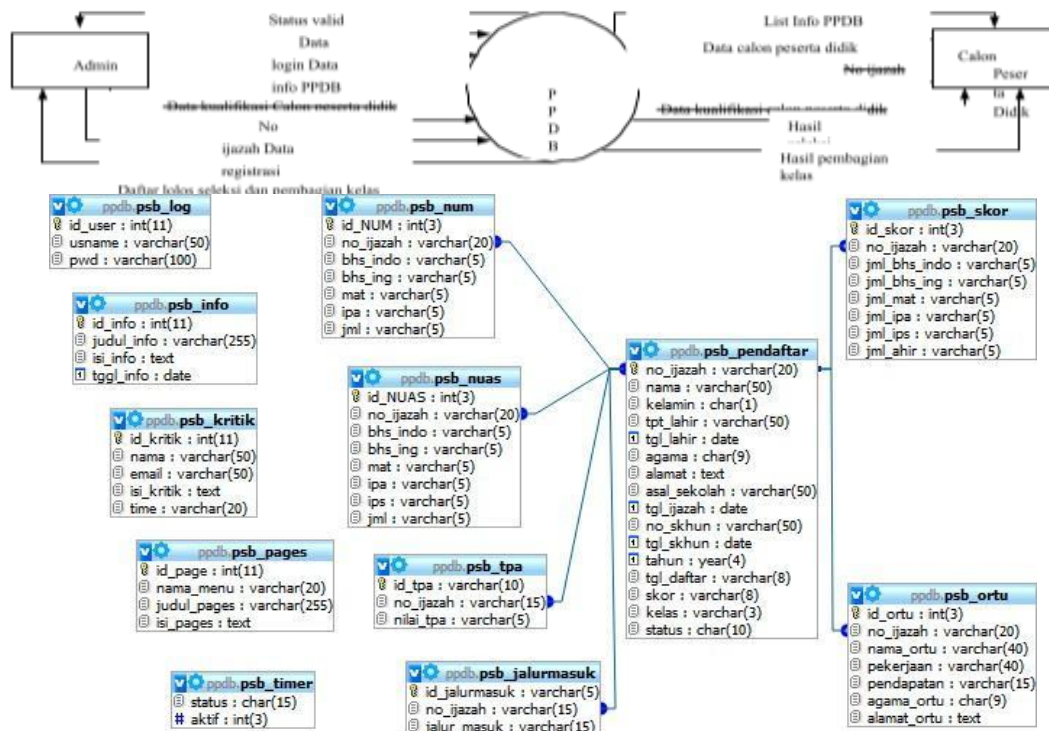 Status valid
Data
login Data
info PPDB
Data kualifikasi Calon peserta didik
No
ijazah Data
registrasi
Daftar lolos seleksi dan pembagian kelas
Admin
P
P
D
B
List Info PPDB
Data calon peserta didik
No ijazah
Data kualifikasi calon peserta didik
Hasil
Hasil pembagian
kelas
Calon
Peser
ta
Didik
ppdb.psb_log
id_user : int(11)
usname : varchar(50)
pwd : varchar(100)
ppdb.psb_info
id_info : int(11)
judul_info : varchar(255)
isi_info : text
tggl_info : date
ppdb.psb_kritik
id_kritik : int(11)
nama : varchar(50)
email : varchar(50)
isi_kritik : text
time : varchar(20)
ppdb.psb_pages
id_page : int(11)
nama_menu : varchar(20)
judul_pages : varchar(255)
isi_pages : text
ppdb.psb_timer
status : char(15)
# aktif : int(3)
ppdb.psb_num
id_NUM : int(3)
no_ijazah : varchar(20)
bhs_indo : varchar(5)
bhs_ing : varchar(5)
mat : varchar(5)
ipa : varchar(5)
jml : varchar(5)
ppdb.psb_nuas
id_NUAS : int(3)
no_ijazah : varchar(20)
bhs_indo : varchar(5)
bhs_ing : varchar(5)
mat : varchar(5)
ipa : varchar(5)
ips : varchar(5)
jml : varchar(5)
ppdb.psb_tpa
id_tpa : varchar(10)
no_ijazah : varchar(15)
nilai_tpa : varchar(5)
ppdb.psb_jalurmasuk
id_jalurmasuk : varchar(5)
no_ijazah : varchar(15)
jalur_masuk : varchar(15)
ppdb.psb_pendaftar
no_ijazah : varchar(20)
nama : varchar(50)
kelamin : char(1)
tpt_lahir : varchar(50)
tgl_lahir : date
agama : char(9)
alamat : text
asal_sekolah : varchar(50)
tgl_ijazah : date
no_skhun : varchar(50)
tgl_skhun : date
tahun : year(4)
tgl_daftar : varchar(8)
skor : varchar(8)
kelas : varchar(3)
status : char(10)
ppdb.psb_skor
id_skor : int(3)
no_ijazah : varchar(20)
jml_bhs_indo : varchar(5)
jml_bhs_ing : varchar(5)
jml_mat : varchar(5)
jml_ipa : varchar(5)
jml_ips : varchar(5)
jml_ahir : varchar(5)
ppdb.psb_ortu
id_ortu : int(3)
no_ijazah : varchar(20)
nama_ortu : varchar(40)
pekerjaan : varchar(40)
pendapatan : varchar(15)
agama_ortu : char(9)
alamat_ortu : text